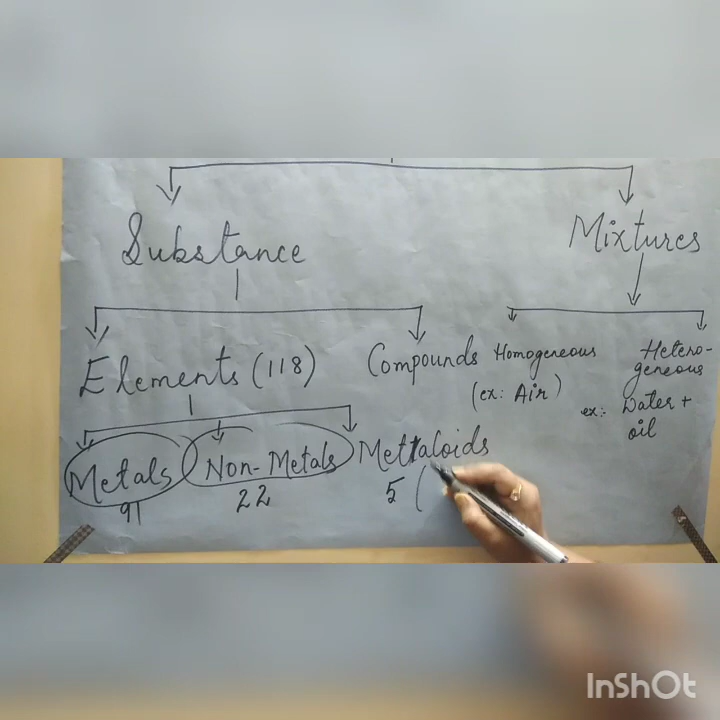 Substance
Mixtures
Elements (118)
Compounds
Homogeneous
(ex: Air)
Hetero-
geneous
ex: Water +
oil
Metals
91
Non-Metals
22
Mettaloids
5 (
InShOt